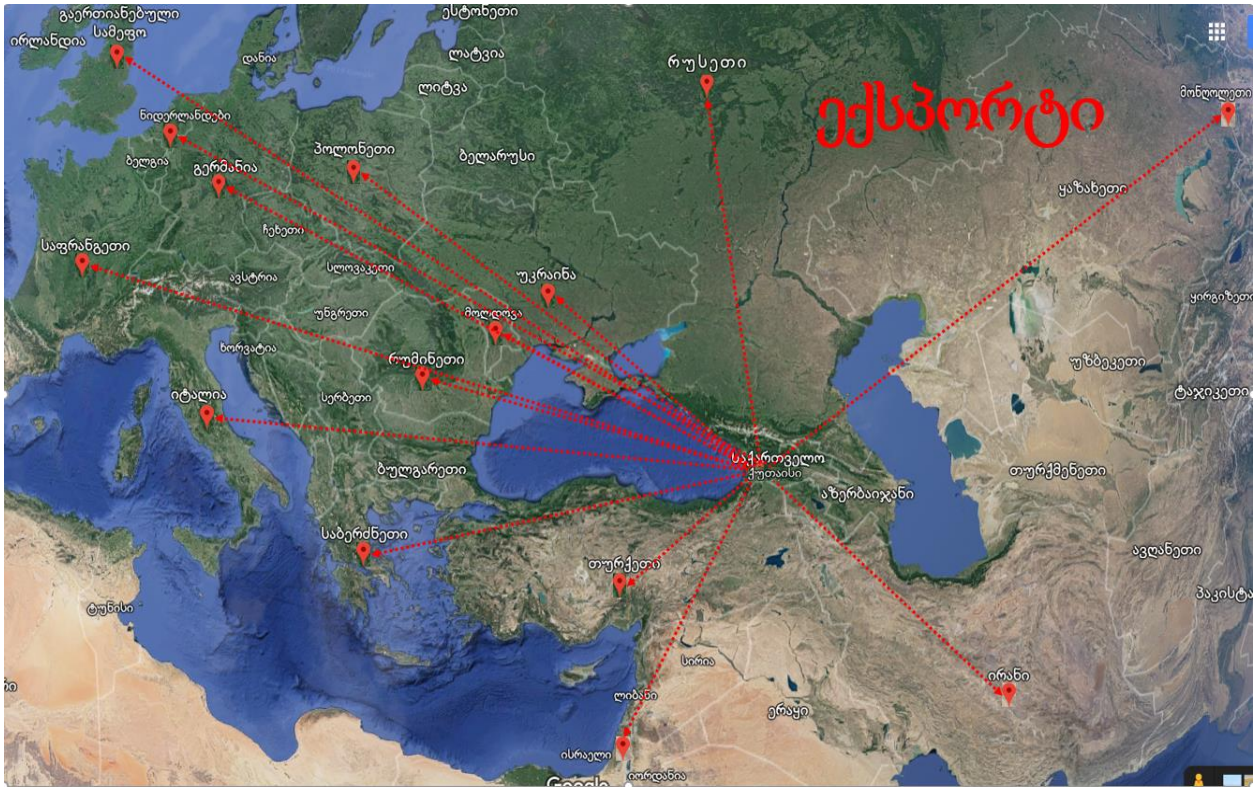 გაერთიანებული
სამეფო
ესტონეთი
ირლანდია
დანია
ლატვია
რუსეთი
ლიტვა
მონღოლეთი
ექსპორტი
ნიდერლანდები
პოლონეთი
ბელარუსი
ბელგია
გერმანია
ყაზახეთი
ჩეხეთი
საფრანგეთი
სლოვაკეთი
ავსტრია
უკრაინა
ყირგიზეთი
უნგრეთი
მოლდოვა
ხორვატია
რუმინეთი
უზბეკეთი
იტალია
სერბეთი
ტაჯიკეთი
საქართველო
ქუთაისი
ბულგარეთი
თურქმენეთი
აზერბაიჯანი
საბერძნეთი
ავღანეთი
თურქეთი
პაკისტა
ტუნისი
სირია
ირანი
რი
ლიბანი
ერაყი
ისრაელი
იორდანია
Google